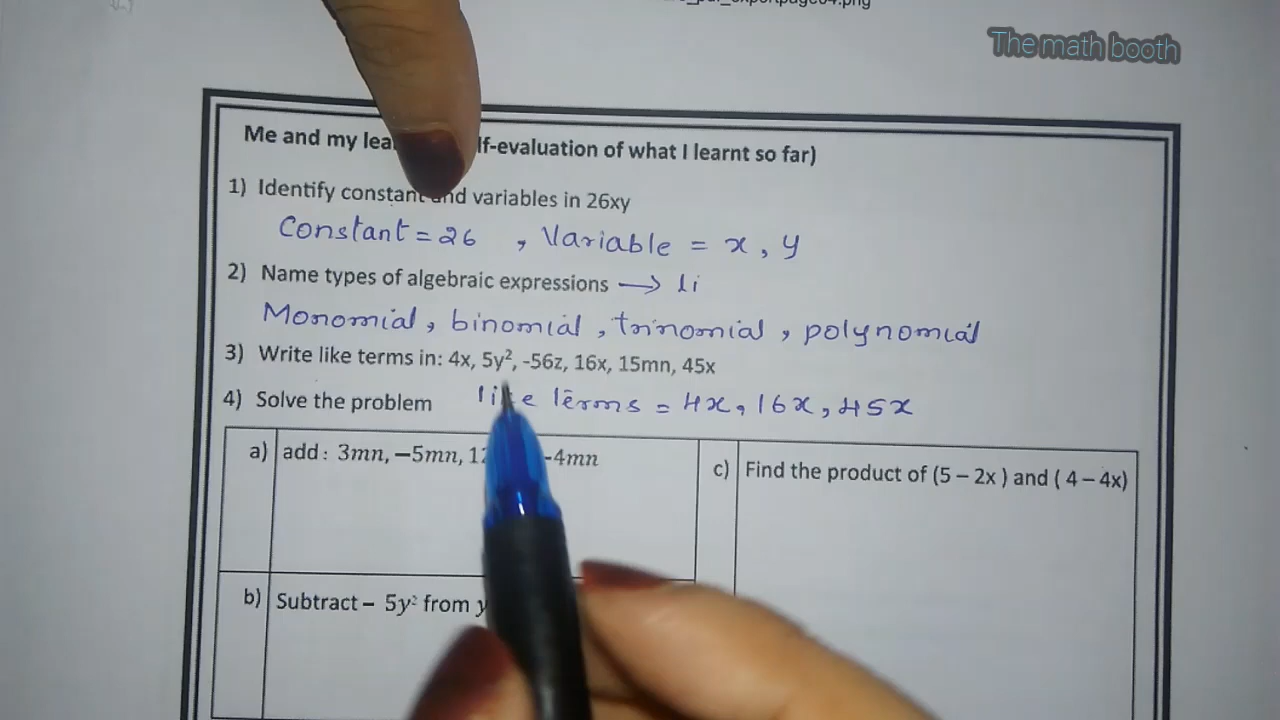 The math booth
Me and my lea lf-evaluation of what I learnt so far)
1) Identify constant and variables in 26xy
Constant = 26 , Variable = x, y
2) Name types of algebraic expressions → li
Monomial, binomial, trinomial, polynomial
3) Write like terms in: 4x, 5y², -56z, 16x, 15mn, 45x
like terms = 4x, 16x, 45x
4) Solve the problem
a) add: 3mn, −5mn, 12 -4mn
b) Subtract – 5y² from y
c) Find the product of (5 – 2x ) and ( 4 – 4x)